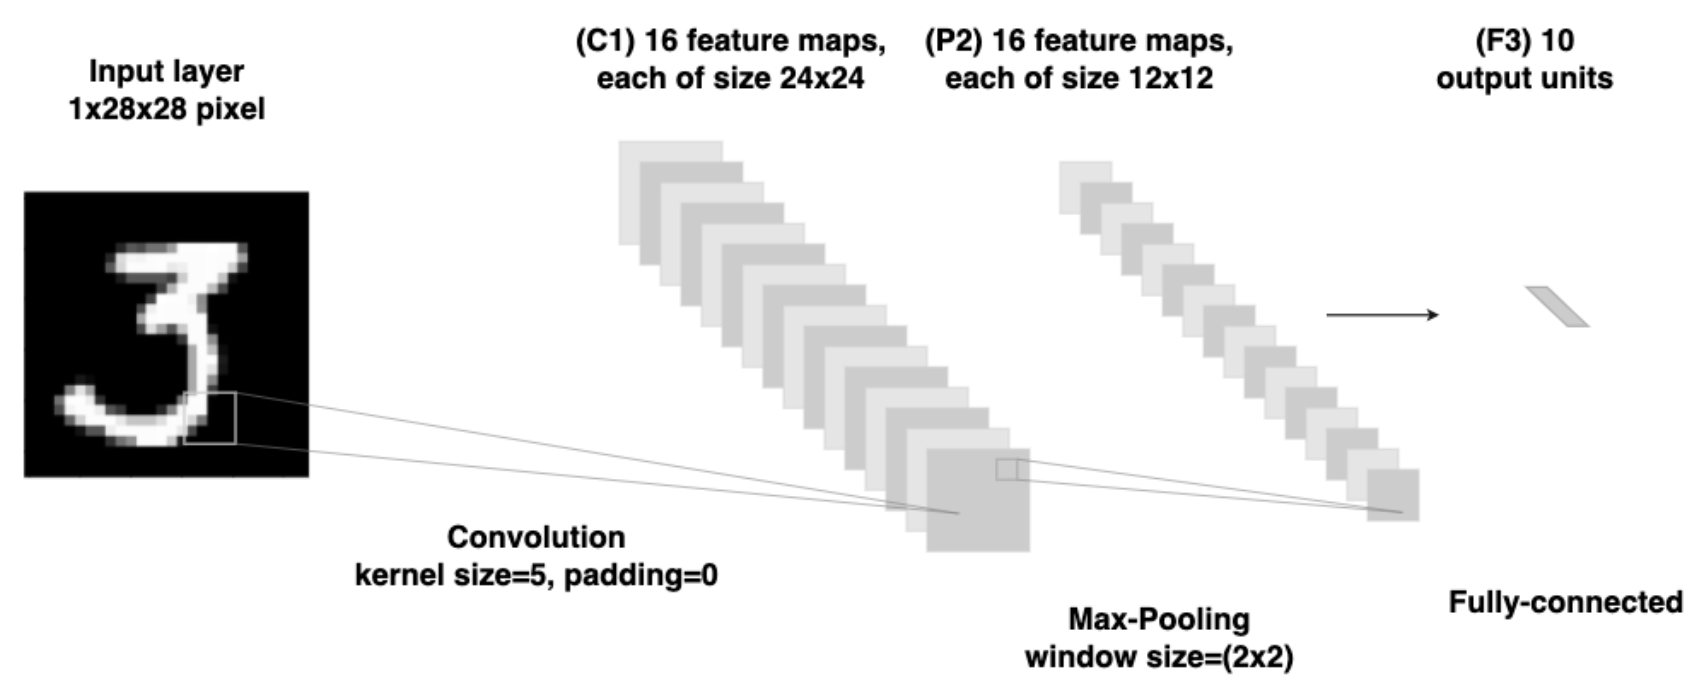 Input layer
1x28x28 pixel
(C1) 16 feature maps,
each of size 24x24
(P2) 16 feature maps,
each of size 12x12
(F3) 10
output units
Convolution
kernel size=5, padding=0
Max-Pooling
window size=(2x2)
Fully-connected
3